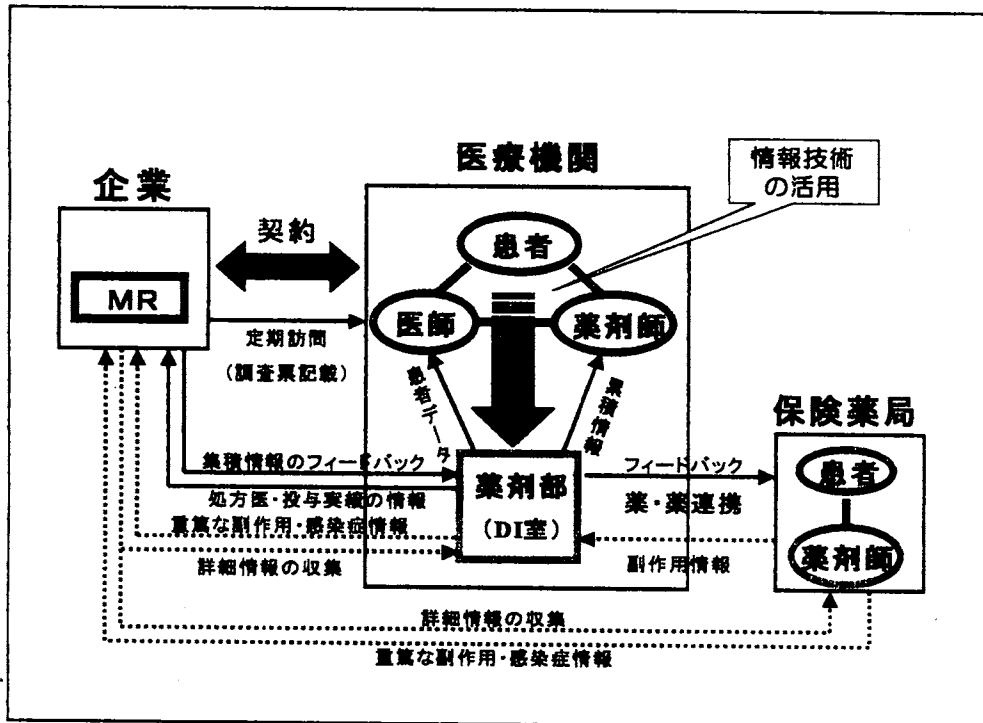 医療機関
情報技術
の活用
企業
契約
患者
MR
医師
薬剤師
定期訪問
(調査票記載)
患者データ
累積情報
保険薬局
患者
集積情報のフィードバック
フィードバック
薬剤部
処方医・投与実績の情報
薬・薬連携
重篤な副作用・感染症情報
(DI室)
薬剤師
詳細情報の収集
副作用情報
詳細情報の収集
重篤な副作用・感染症情報